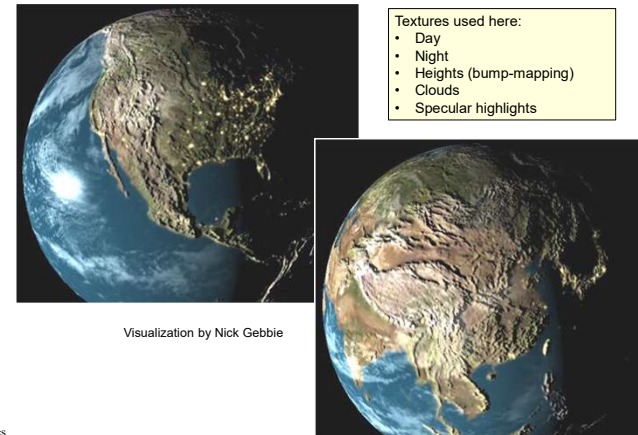 Textures used here:
• Day
• Night
• Heights (bump-mapping)
• Clouds
• Specular highlights
Visualization by Nick Gebbie